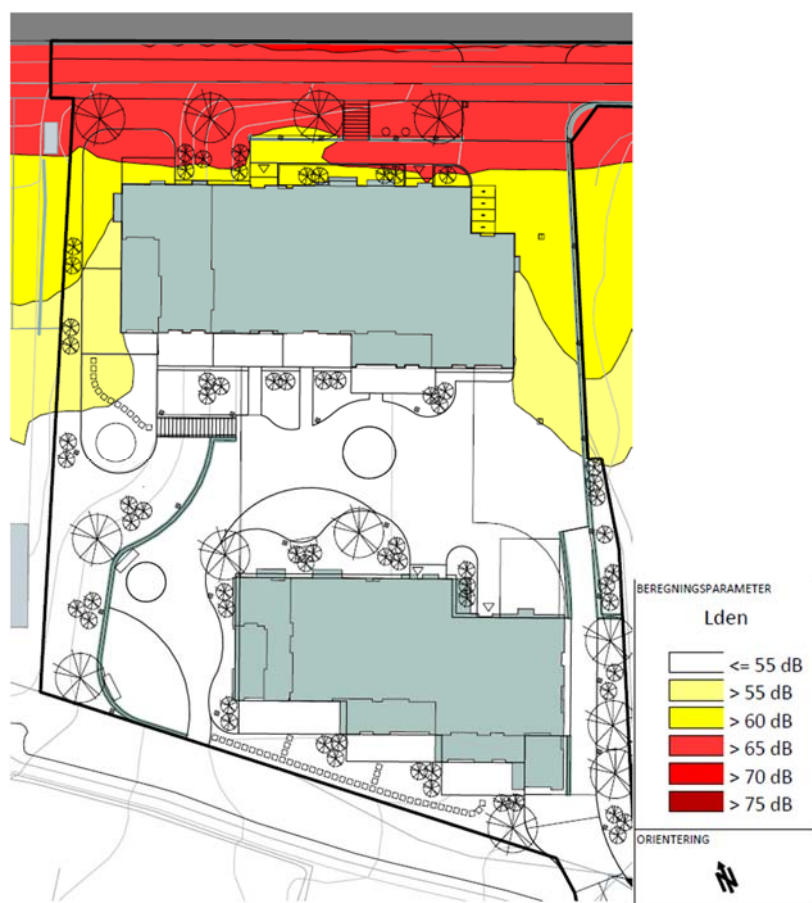 BEREGNINGSPARAMETER
Lden
<= 55 dB
> 55 dB
> 60 dB
> 65 dB
> 70 dB
> 75 dB
ORIENTERING
N